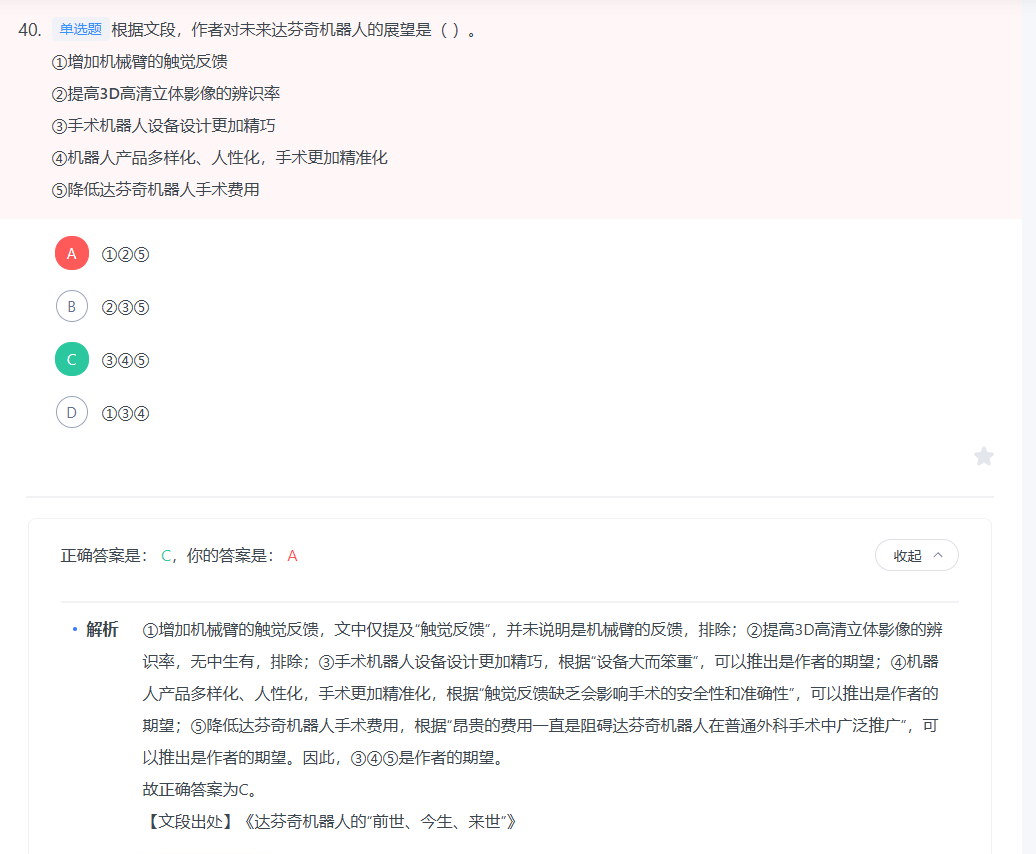 40. 单选题 根据文段，作者对未来达芬奇机器人的展望是（ ）。
①增加机械臂的触觉反馈
②提高3D高清立体影像的辨识率
③手术机器人设备设计更加精巧
④机器人产品多样化、人性化，手术更加精准化
⑤降低达芬奇机器人手术费用
A ①②⑤
B ②③⑤
C ③④⑤
D ①③④
正确答案是： C，你的答案是： A
收起
解析 ①增加机械臂的触觉反馈，文中仅提及“触觉反馈”，并未说明是机械臂的反馈，排除；②提高3D高清立体影像的辨
识率，无中生有，排除；③手术机器人设备设计更加精巧，根据“设备大而笨重”，可以推出是作者的期望；④机器
人产品多样化、人性化，手术更加精准化，根据“触觉反馈缺乏会影响手术的安全性和准确性”，可以推出是作者的
期望；⑤降低达芬奇机器人手术费用，根据“昂贵的费用一直是阻碍达芬奇机器人在普通外科手术中广泛推广”，可
以推出是作者的期望。因此，③④⑤是作者的期望。
故正确答案为C。
【文段出处】《达芬奇机器人的“前世、今生、来世”》